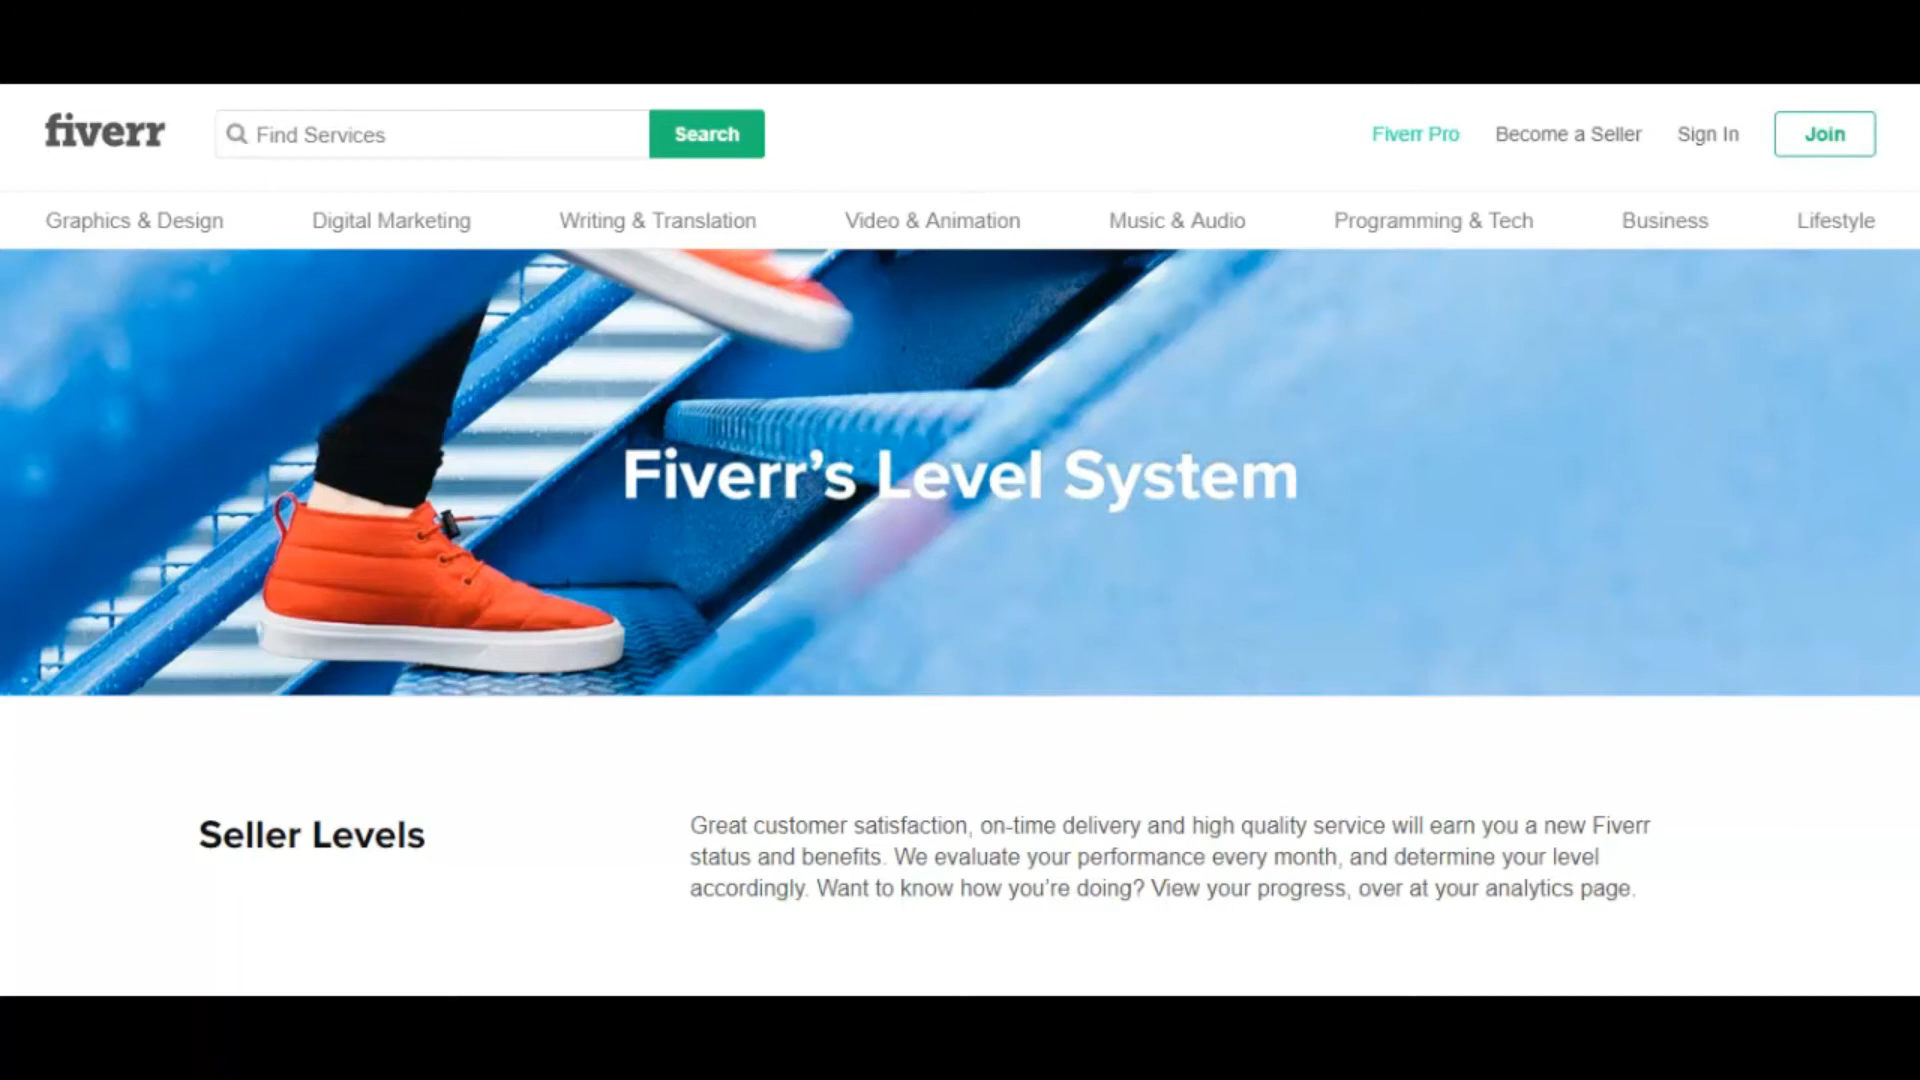 fiverr
Find Services
Search
Fiverr Pro
Become a Seller
Sign In
Join
Graphics & Design
Digital Marketing
Writing & Translation
Video & Animation
Music & Audio
Programming & Tech
Business
Lifestyle
Fiverr’s Level System
Seller Levels
Great customer satisfaction, on-time delivery and high quality service will earn you a new Fiverr
status and benefits. We evaluate your performance every month, and determine your level
accordingly. Want to know how you’re doing? View your progress, over at your analytics page.